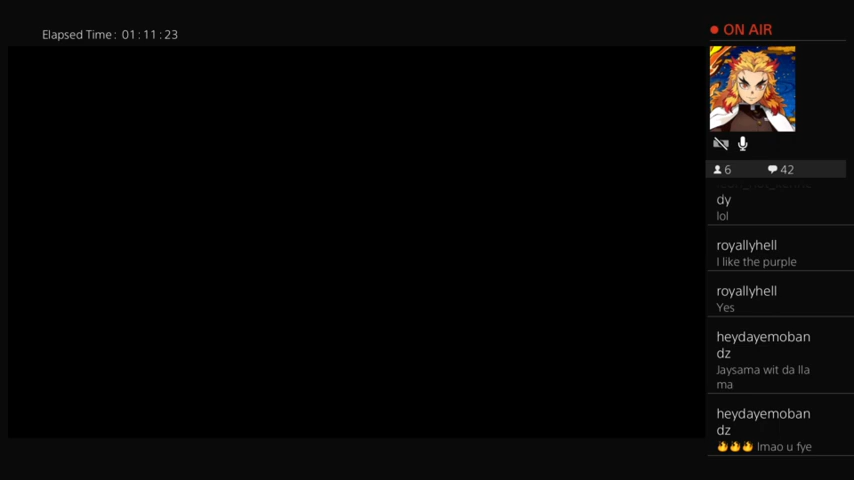 Elapsed Time: 01:11:23
ON AIR
6 42
dy
lol
royallyhell
I like the purple
royallyhell
Yes
heydayemoban
dz
Jaysama wit da lla
ma
heydayemoban
dz
🔥🔥🔥 lmao u fye